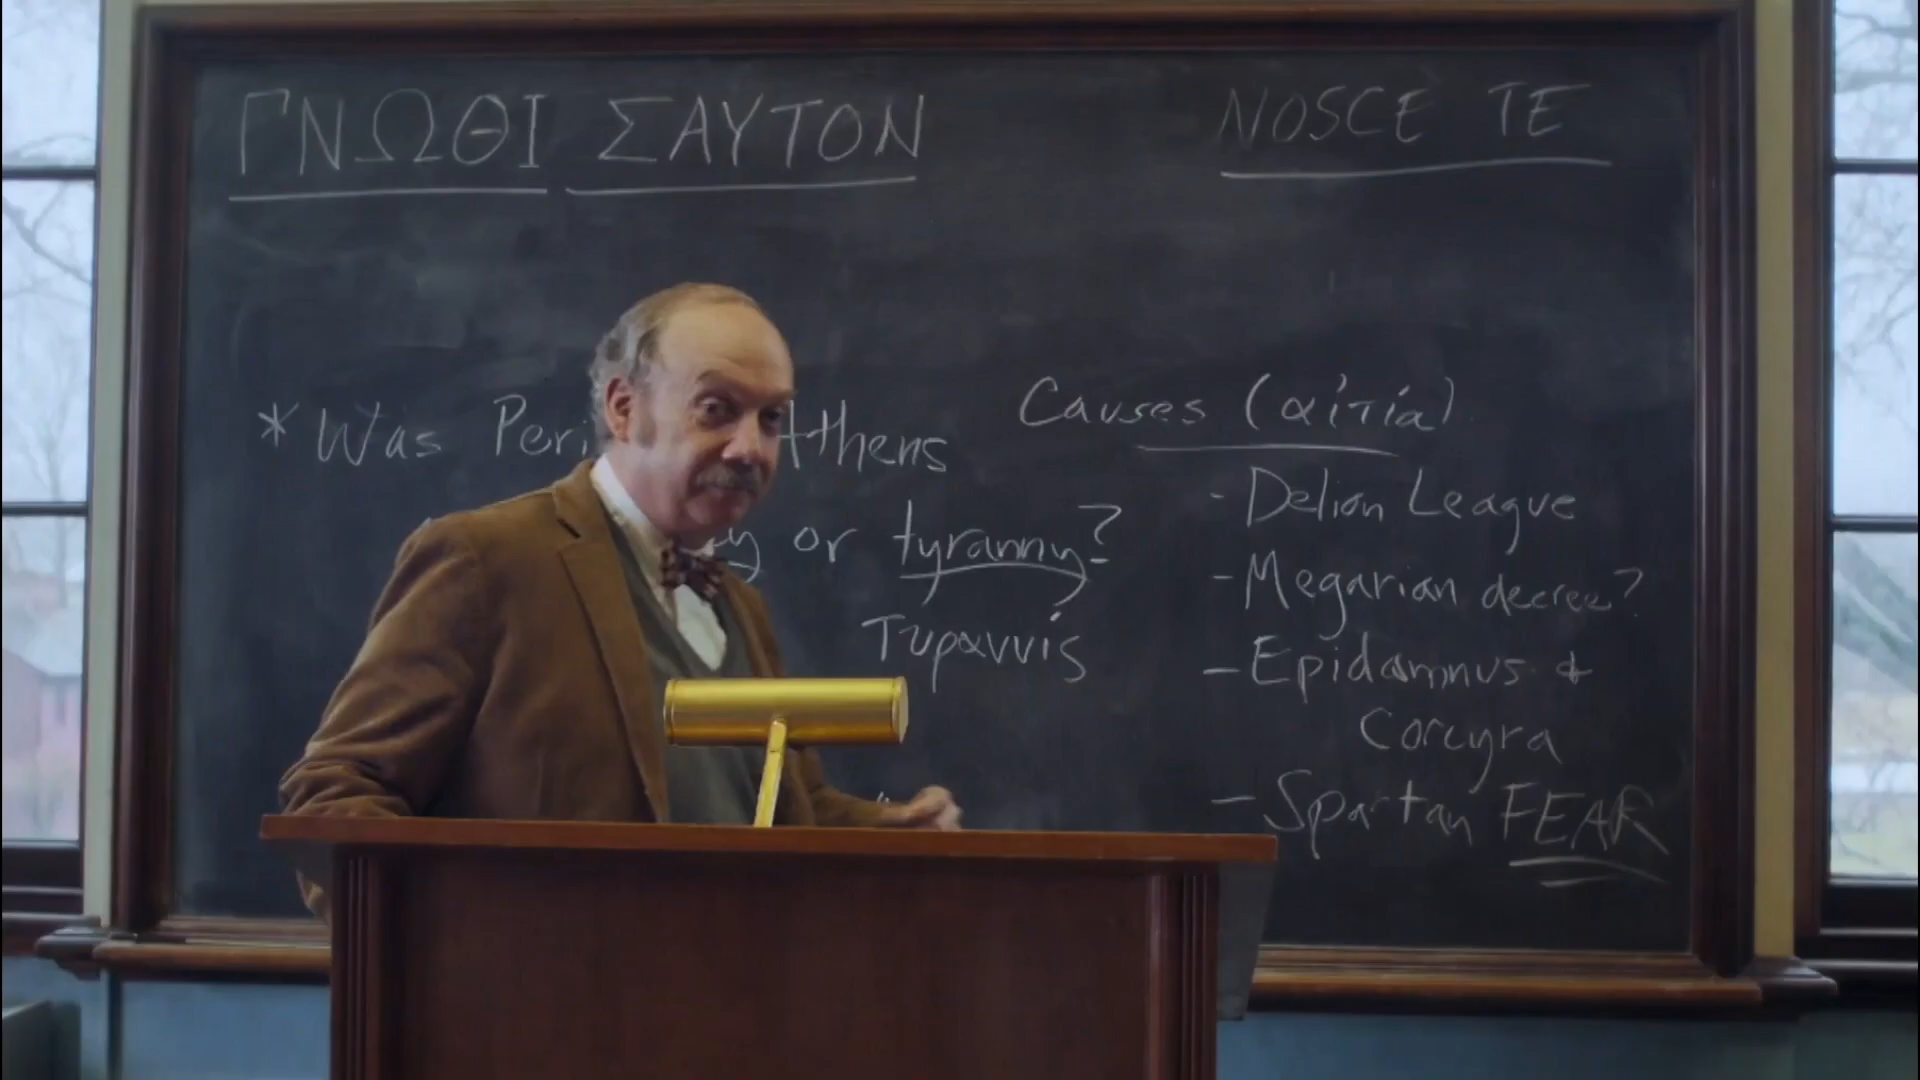 ΓΝΩΘΙ ΣΑΥΤΟΝ
NOSCE TE
* Was Peri Athens
or tyranny?
Τυραννίς
Causes (αίτία)
- Delian League
- Megarian decree?
- Epidamnus &
Corcyra
- Spartan FEAR